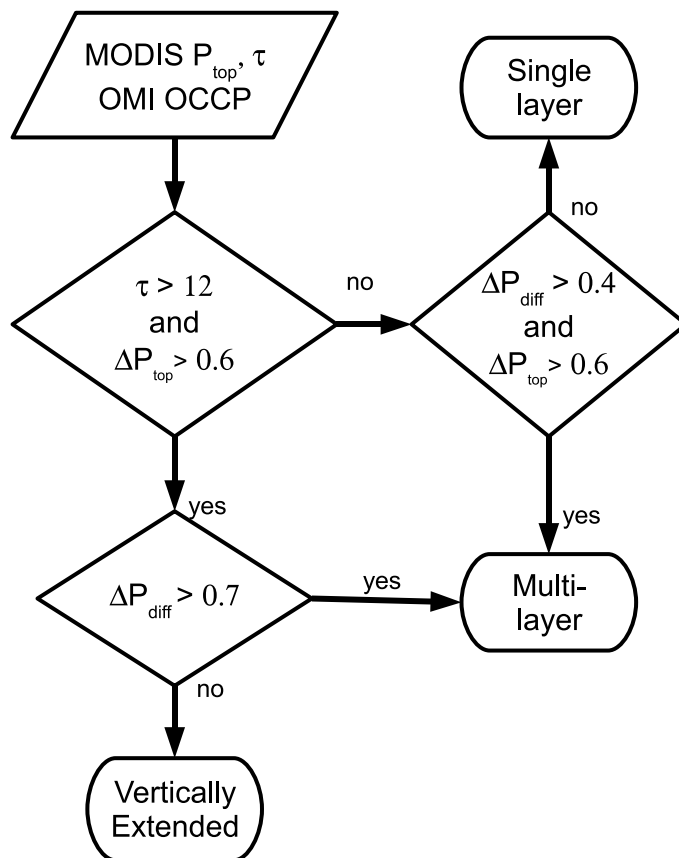 MODIS P_top, τ
OMI OCCP
Single
layer
no
τ > 12
and
ΔP_top > 0.6
no
ΔP_diff > 0.4
and
ΔP_top > 0.6
yes
yes
ΔP_diff > 0.7
yes
Multi-
layer
no
Vertically
Extended